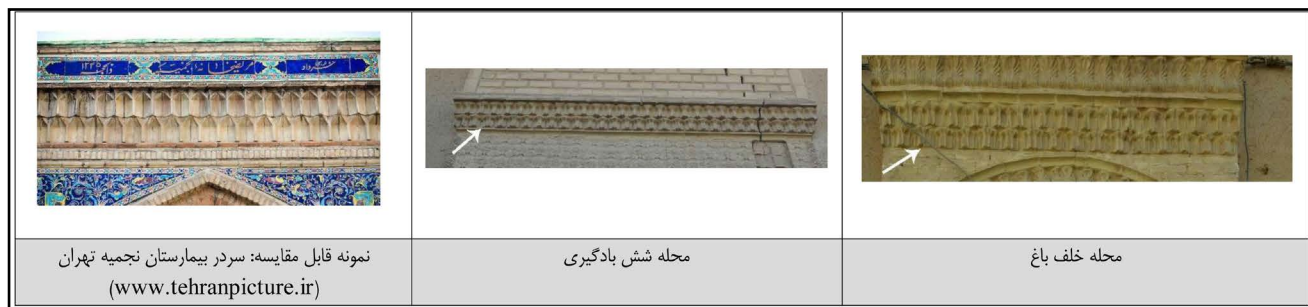 محله خلف باغ
محله شش بادگیری
نمونه قابل مقایسه: سردر بیمارستان نجمیه تهران
(www.tehranpicture.ir)